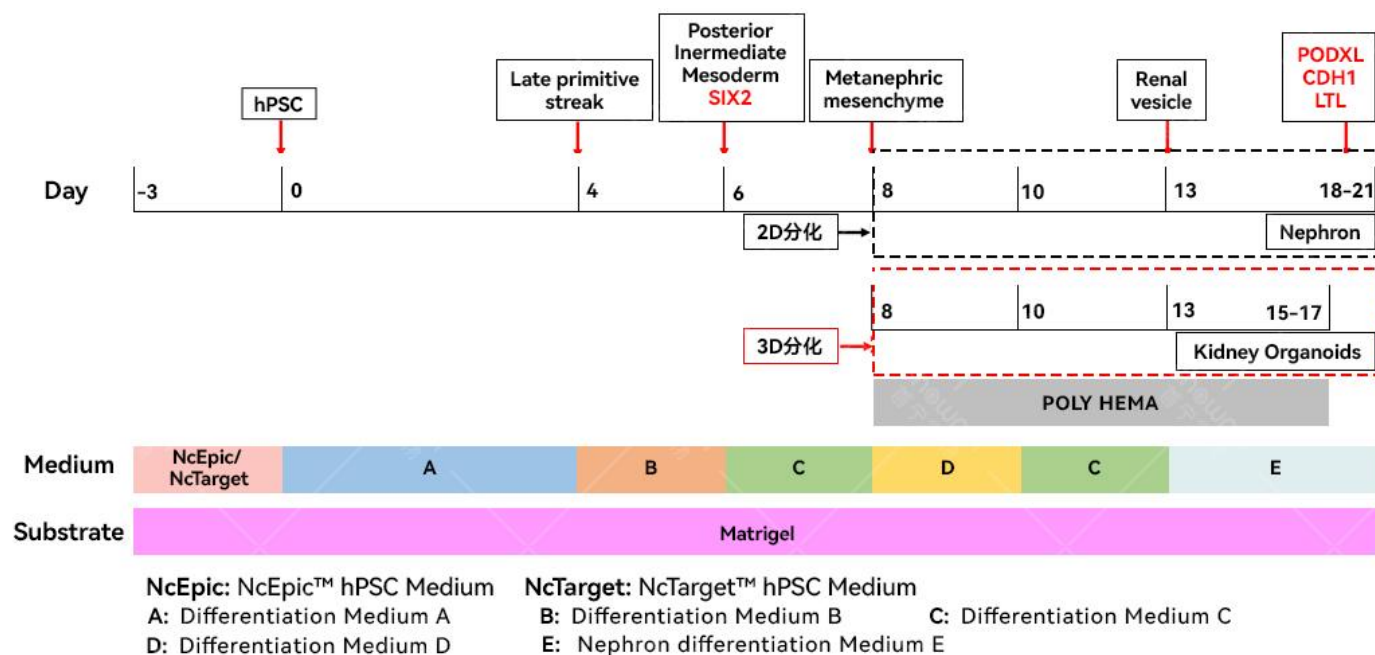 hPSC
Late primitive
streak
Posterior
Inermediate
Mesoderm
SIX2
Metanephric
mesenchyme
Renal
vesicle
PODXL
CDH1
LTL
Day
-3
0
4
6
8
10
13
18-21
2D分化
Nephron
8
10
13
15-17
3D分化
Kidney Organoids
POLY HEMA
Medium
NcEpic/
NcTarget
A
B
C
D
C
E
Substrate
Matrigel
NcEpic: NcEpic™ hPSC Medium
NcTarget: NcTarget™ hPSC Medium
A: Differentiation Medium A
B: Differentiation Medium B
C: Differentiation Medium C
D: Differentiation Medium D
E: Nephron differentiation Medium E